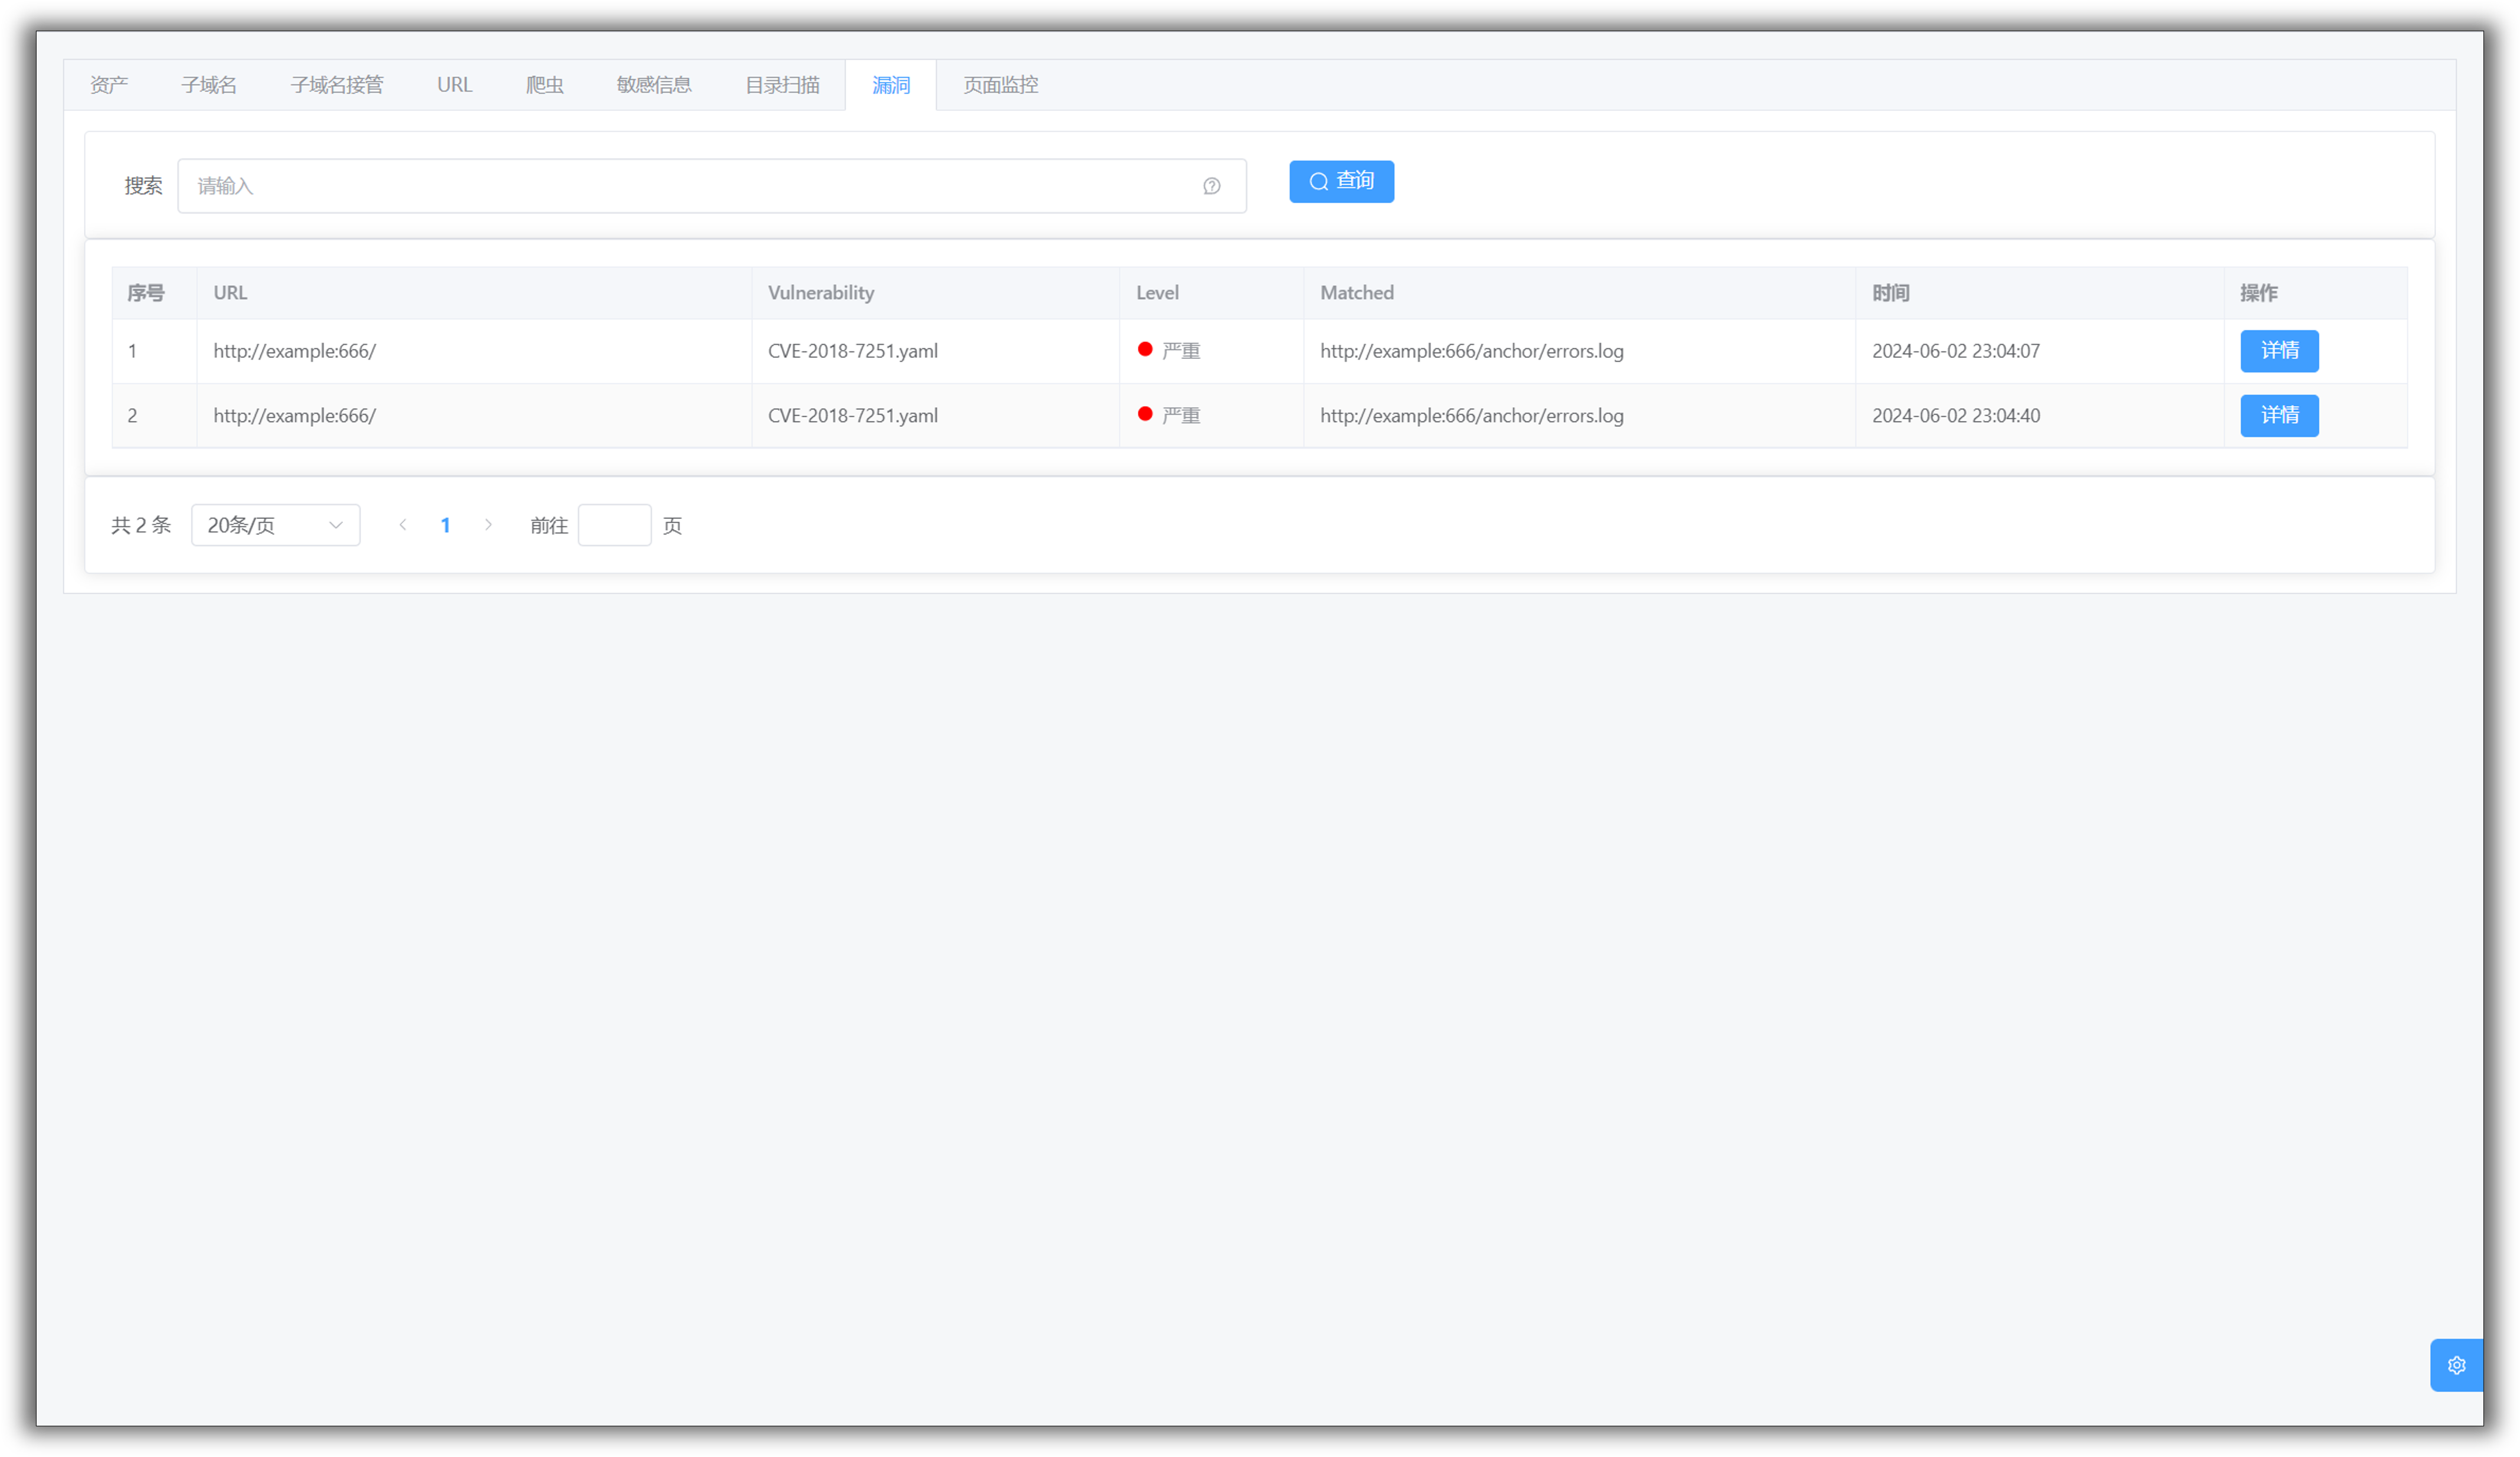 资产 子域名 子域名接管 URL 爬虫 敏感信息 目录扫描 漏洞 页面监控
搜索 请输入 查询
序号 URL Vulnerability Level Matched 时间 操作
1 http://example:666/ CVE-2018-7251.yaml 严重 http://example:666/anchor/errors.log 2024-06-02 23:04:07 详情
2 http://example:666/ CVE-2018-7251.yaml 严重 http://example:666/anchor/errors.log 2024-06-02 23:04:40 详情
共 2 条 20条/页 1 前往 页